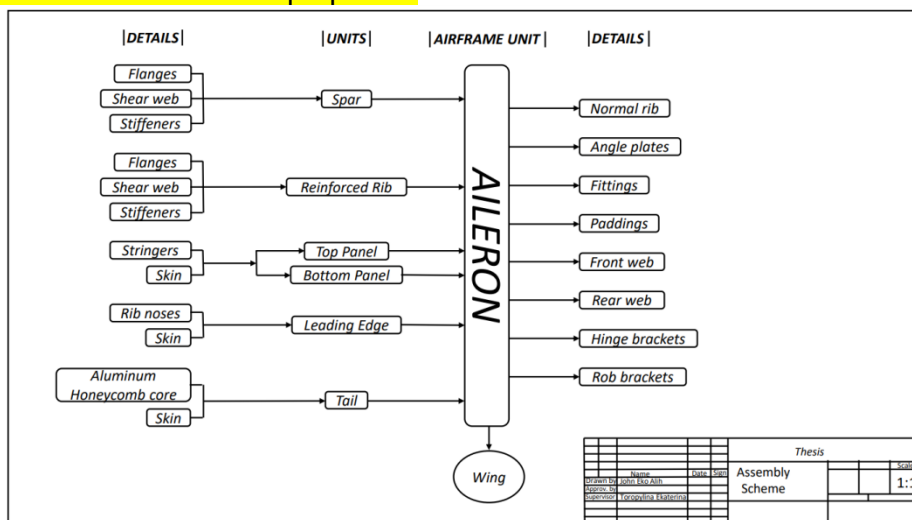 |DETAILS| |UNITS| |AIRFRAME UNIT| |DETAILS|
Flanges
Shear web
Stiffeners
Spar
Flanges
Shear web
Stiffeners
Reinforced Rib
Stringers
Skin
Top Panel
Bottom Panel
Rib noses
Skin
Leading Edge
Aluminum
Honeycomb core
Skin
Tail
AILERON
Wing
Normal rib
Angle plates
Fittings
Paddings
Front web
Rear web
Hinge brackets
Rob brackets
Thesis
Name Date Sign
Drawn by John Eko Alih
Approv. by
Supervisor Toropylina Ekaterina
Assembly
Scheme
1:1